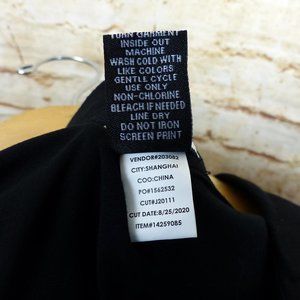 TURN GARMENT
INSIDE OUT
MACHINE
WASH COLD WITH
LIKE COLORS
GENTLE CYCLE
USE ONLY
NON-CHLORINE
BLEACH IF NEEDED
LINE DRY
DO NOT IRON
SCREEN PRINT
VENDOR#203082
CITY:SHANGHAI
COO:CHINA
PO#1562532
CUT#J20111
CUT DATE:8/25/2020
ITEM#14259085